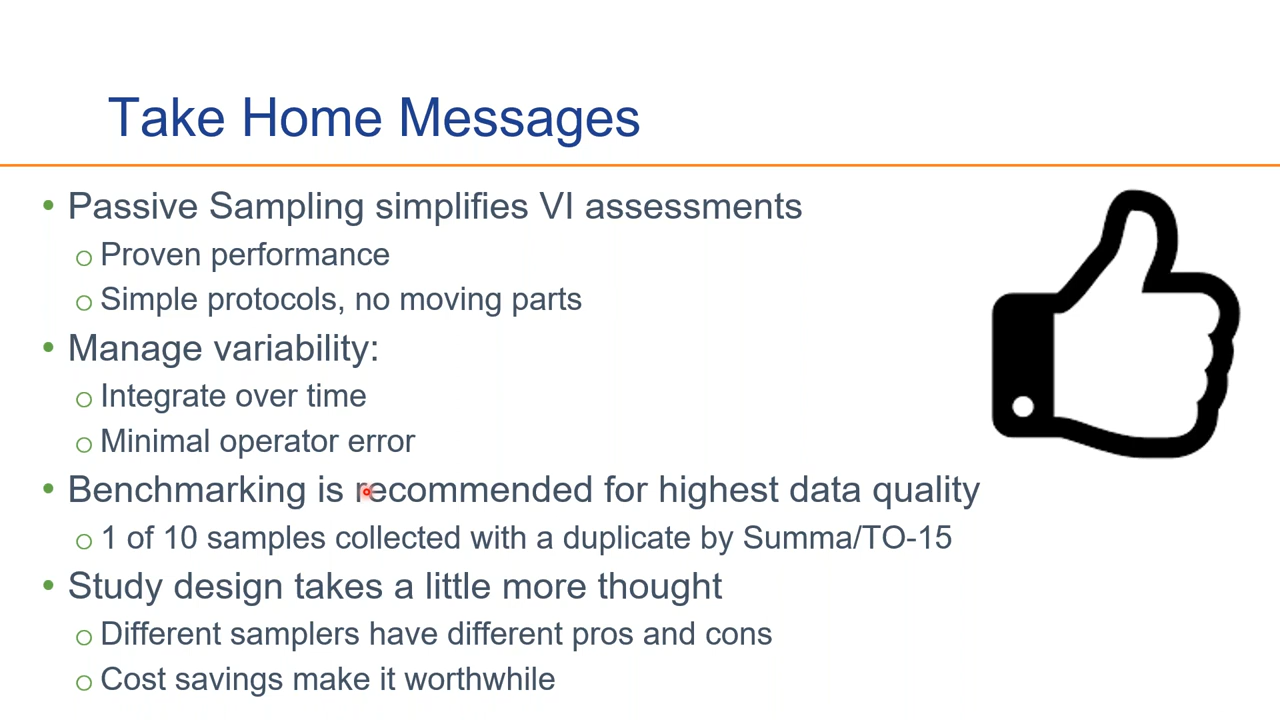 Take Home Messages
• Passive Sampling simplifies VI assessments
o Proven performance
o Simple protocols, no moving parts
• Manage variability:
o Integrate over time
o Minimal operator error
• Benchmarking is recommended for highest data quality
o 1 of 10 samples collected with a duplicate by Summa/TO-15
• Study design takes a little more thought
o Different samplers have different pros and cons
o Cost savings make it worthwhile